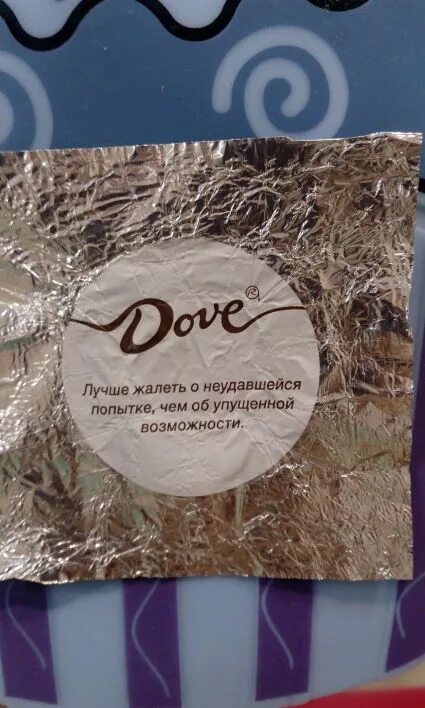 Dove®
Лучше жалеть о неудавшейся
попытке, чем об упущенной
возможности.